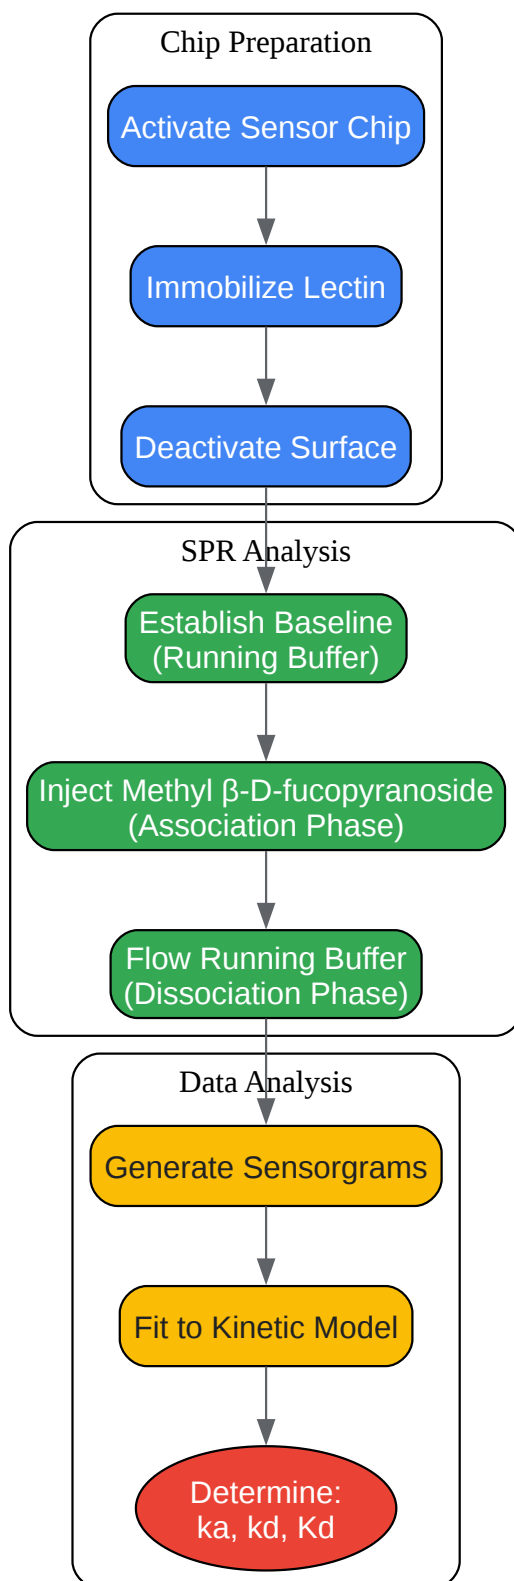 Chip Preparation
Activate Sensor Chip
Immobilize Lectin
Deactivate Surface
SPR Analysis
Establish Baseline
(Running Buffer)
Inject Methyl β-D-fucopyranoside
(Association Phase)
Flow Running Buffer
(Dissociation Phase)
Data Analysis
Generate Sensorgrams
Fit to Kinetic Model
Determine:
ka, kd, Kd